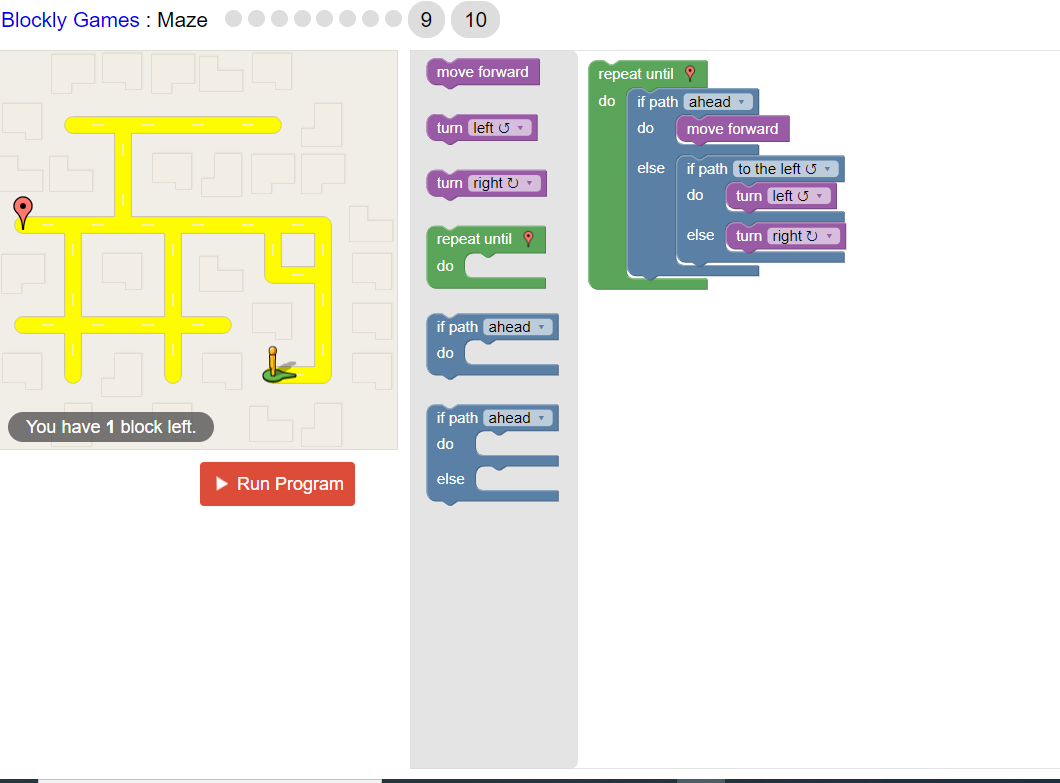 Blockly Games : Maze 9 10
You have 1 block left.
Run Program
move forward
turn left ↺ ▾
turn right ↻ ▾
repeat until
do
if path ahead ▾
do
if path ahead ▾
do
else
repeat until
do if path ahead ▾
do move forward
else if path to the left ↺ ▾
do turn left ↺ ▾
else turn right ↻ ▾